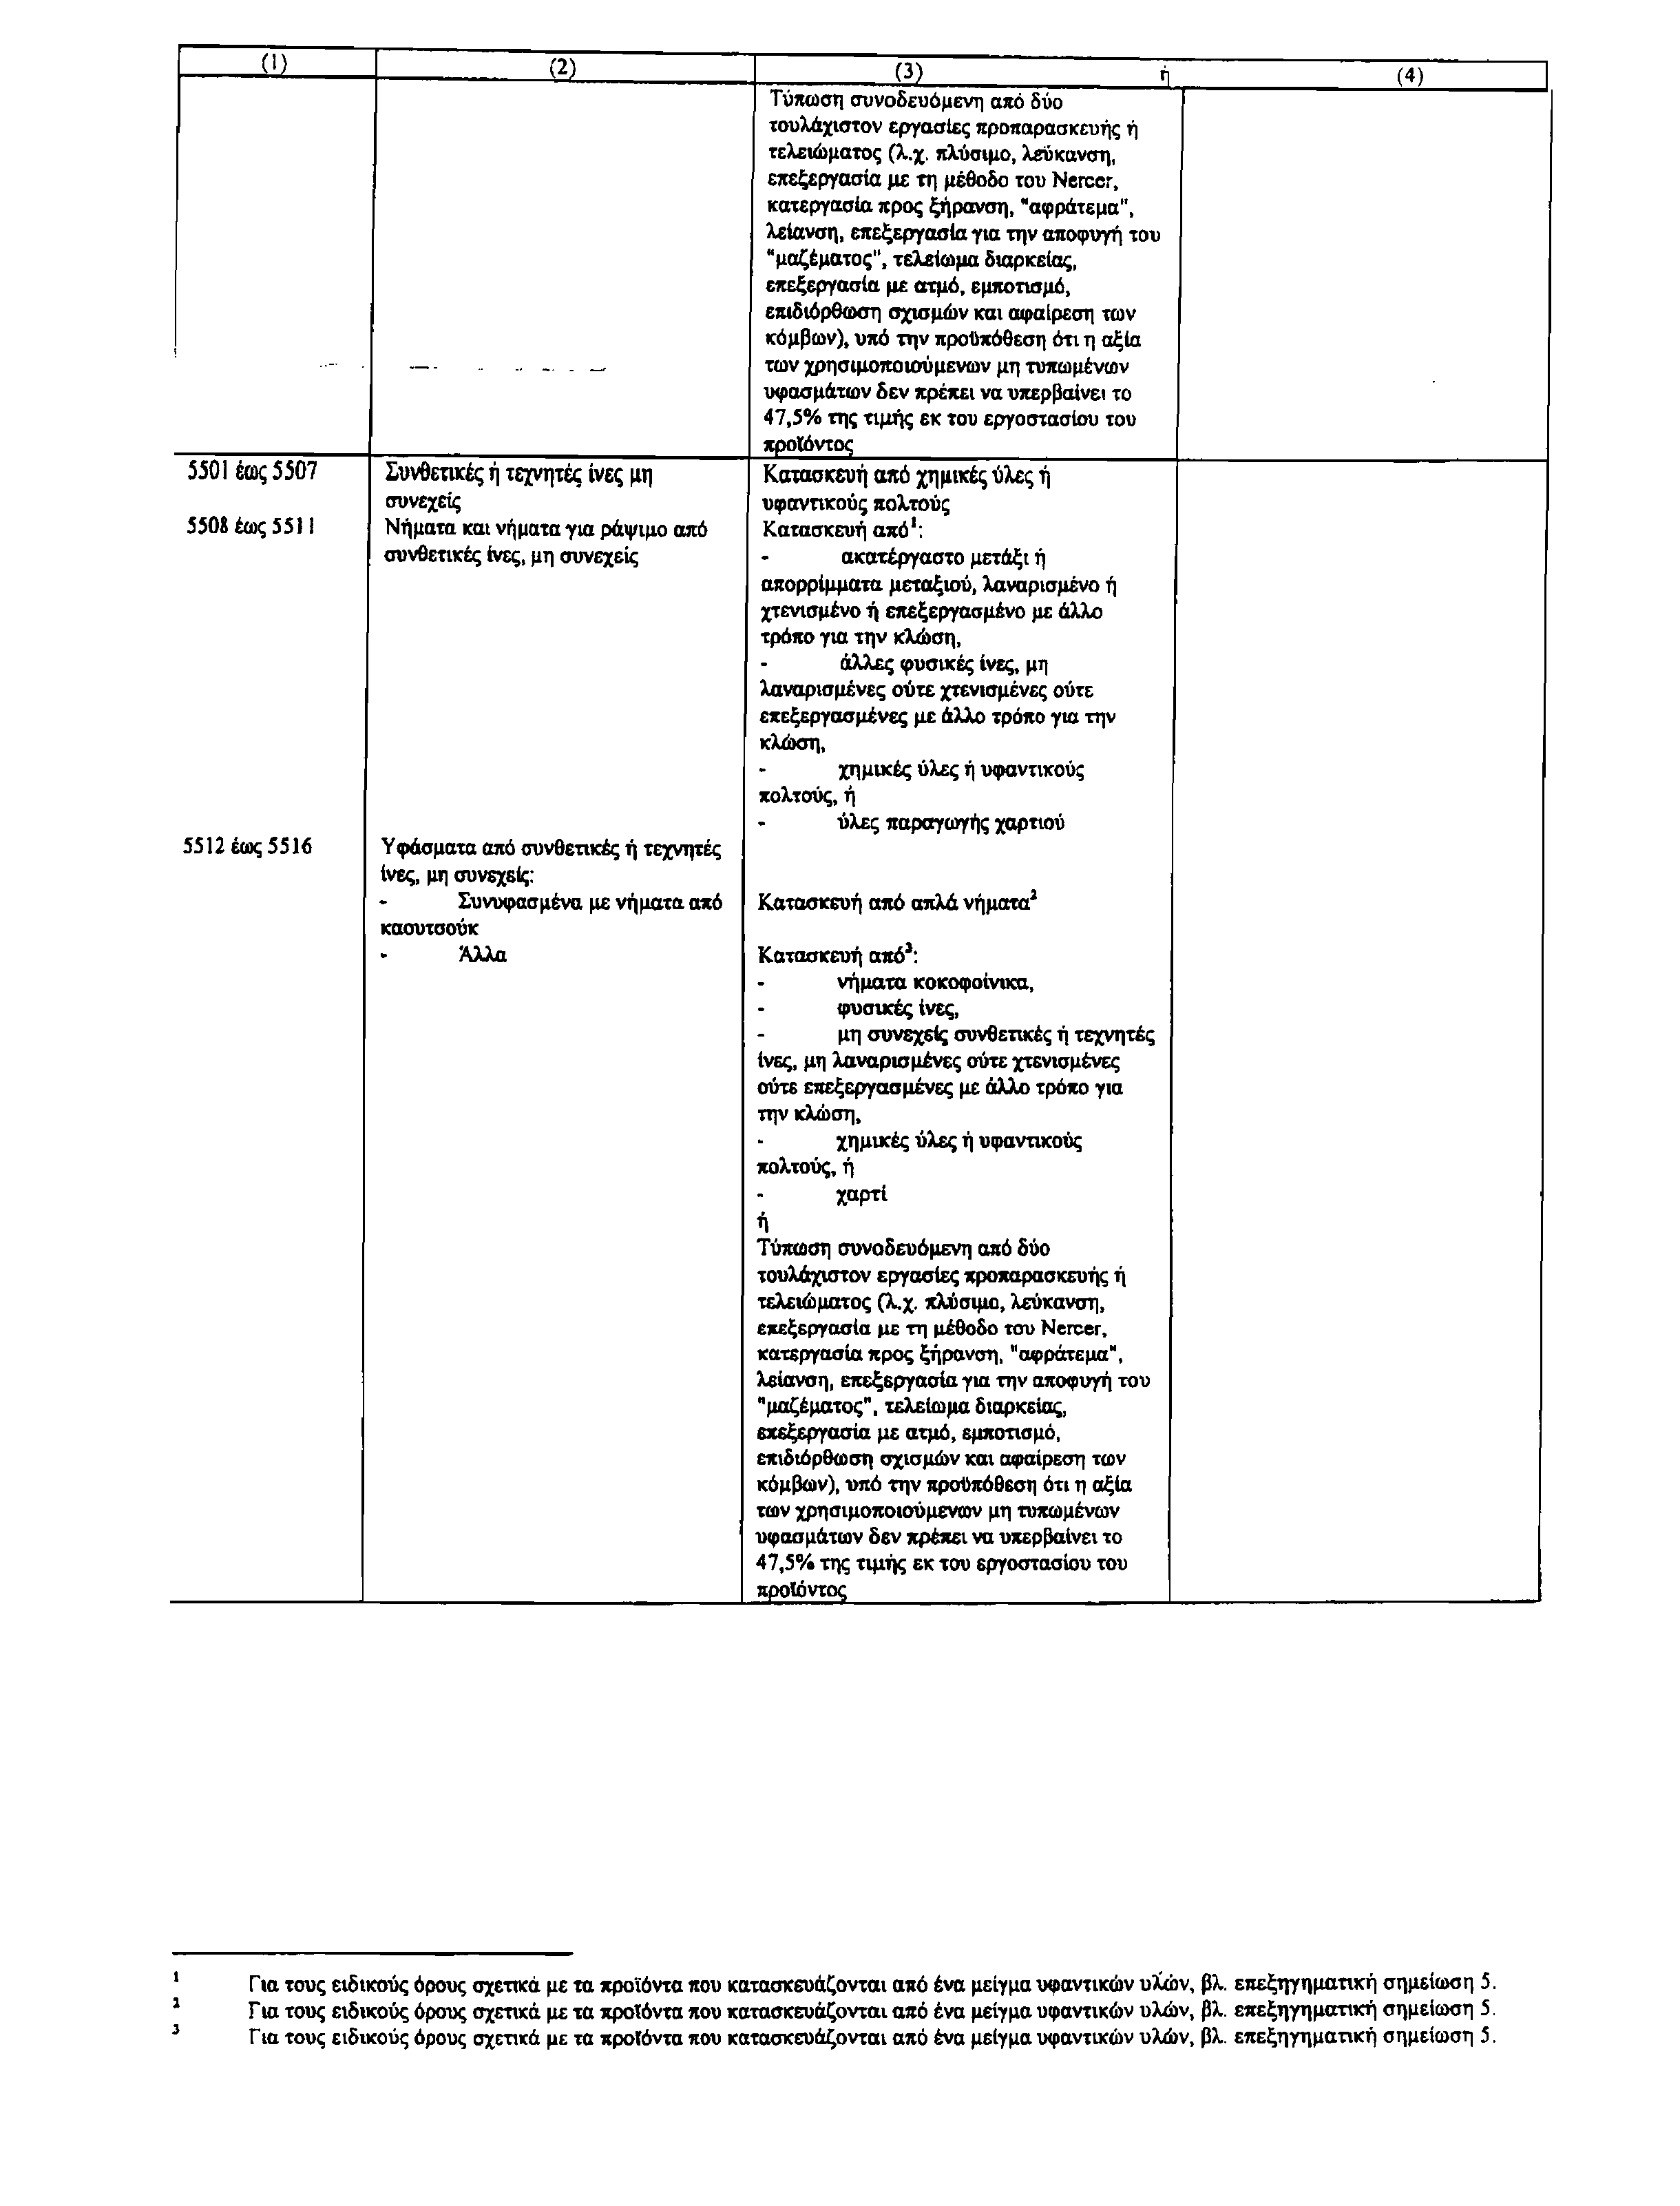 (1) (2) (3) ή (4)
Τύπωση συνοδευόμενη από δύο
τουλάχιστον εργασίες προπαρασκευής ή
τελειώματος (λ.χ. πλύσιμο, λεύκανση,
επεξεργασία με τη μέθοδο του Nercer,
κατεργασία προς ξήρανση, "αφράτεμα",
λείανση, επεξεργασία για την αποφυγή του
"μαζέματος", τελείωμα διαρκείας,
επεξεργασία με ατμό, εμποτισμό,
επιδιόρθωση σχισμών και αφαίρεση των
κόμβων), υπό την προϋπόθεση ότι η αξία
των χρησιμοποιούμενων μη τυπωμένων
υφασμάτων δεν πρέπει να υπερβαίνει το
47,5% της τιμής εκ του εργοστασίου του
προϊόντος
5501 έως 5507 Συνθετικές ή τεχνητές ίνες μη Κατασκευή από χημικές ύλες ή
συνεχείς υφαντικούς πολτούς
5508 έως 5511 Νήματα και νήματα για ράψιμο από Κατασκευή από¹:
συνθετικές ίνες, μη συνεχείς - ακατέργαστο μετάξι ή
απορρίμματα μεταξιού, λαναρισμένο ή
χτενισμένο ή επεξεργασμένο με άλλο
τρόπο για την κλώση,
- άλλες φυσικές ίνες, μη
λαναρισμένες ούτε χτενισμένες ούτε
επεξεργασμένες με άλλο τρόπο για την
κλώση,
- χημικές ύλες ή υφαντικούς
πολτούς, ή
- ύλες παραγωγής χαρτιού
5512 έως 5516 Υφάσματα από συνθετικές ή τεχνητές
ίνες, μη συνεχείς:
- Συνυφασμένα με νήματα από Κατασκευή από απλά νήματα²
καουτσούκ
- Άλλα Κατασκευή από³:
- νήματα κοκοφοίνικα,
- φυσικές ίνες,
- μη συνεχείς συνθετικές ή τεχνητές
ίνες, μη λαναρισμένες ούτε χτενισμένες
ούτε επεξεργασμένες με άλλο τρόπο για
την κλώση,
- χημικές ύλες ή υφαντικούς
πολτούς, ή
- χαρτί
ή
Τύπωση συνοδευόμενη από δύο
τουλάχιστον εργασίες προπαρασκευής ή
τελειώματος (λ.χ. πλύσιμο, λεύκανση,
επεξεργασία με τη μέθοδο του Nercer,
κατεργασία προς ξήρανση, "αφράτεμα",
λείανση, επεξεργασία για την αποφυγή του
"μαζέματος", τελείωμα διαρκείας,
επεξεργασία με ατμό, εμποτισμό,
επιδιόρθωση σχισμών και αφαίρεση των
κόμβων), υπό την προϋπόθεση ότι η αξία
των χρησιμοποιούμενων μη τυπωμένων
υφασμάτων δεν πρέπει να υπερβαίνει το
47,5% της τιμής εκ του εργοστασίου του
προϊόντος
¹ Για τους ειδικούς όρους σχετικά με τα προϊόντα που κατασκευάζονται από ένα μείγμα υφαντικών υλών, βλ. επεξηγηματική σημείωση 5.
² Για τους ειδικούς όρους σχετικά με τα προϊόντα που κατασκευάζονται από ένα μείγμα υφαντικών υλών, βλ. επεξηγηματική σημείωση 5.
³ Για τους ειδικούς όρους σχετικά με τα προϊόντα που κατασκευάζονται από ένα μείγμα υφαντικών υλών, βλ. επεξηγηματική σημείωση 5.